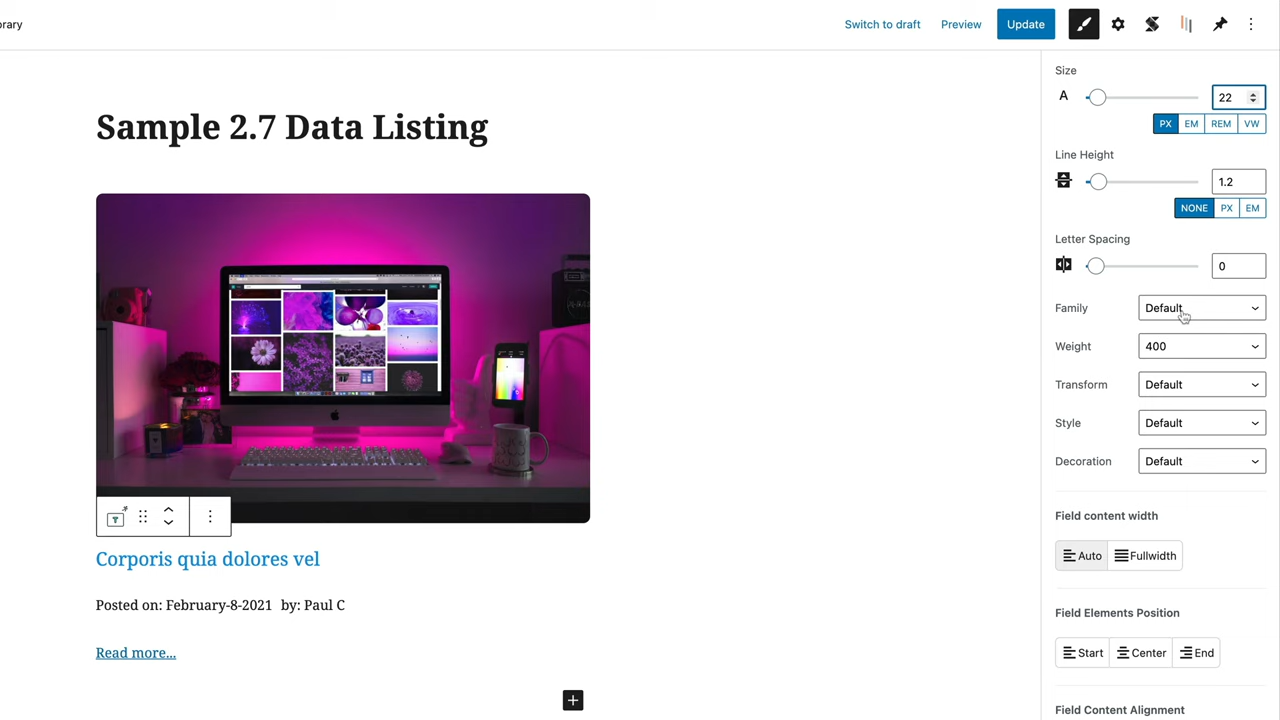 brary
Switch to draft
Preview
Update
Size
A
22
PX
EM
REM
VW
Line Height
1.2
NONE
PX
EM
Letter Spacing
0
Family
Default
Weight
400
Transform
Default
Style
Default
Decoration
Default
Field content width
Auto
Fullwidth
Field Elements Position
Start
Center
End
Field Content Alignment
Sample 2.7 Data Listing
Corporis quia dolores vel
Posted on: February-8-2021 by: Paul C
Read more...